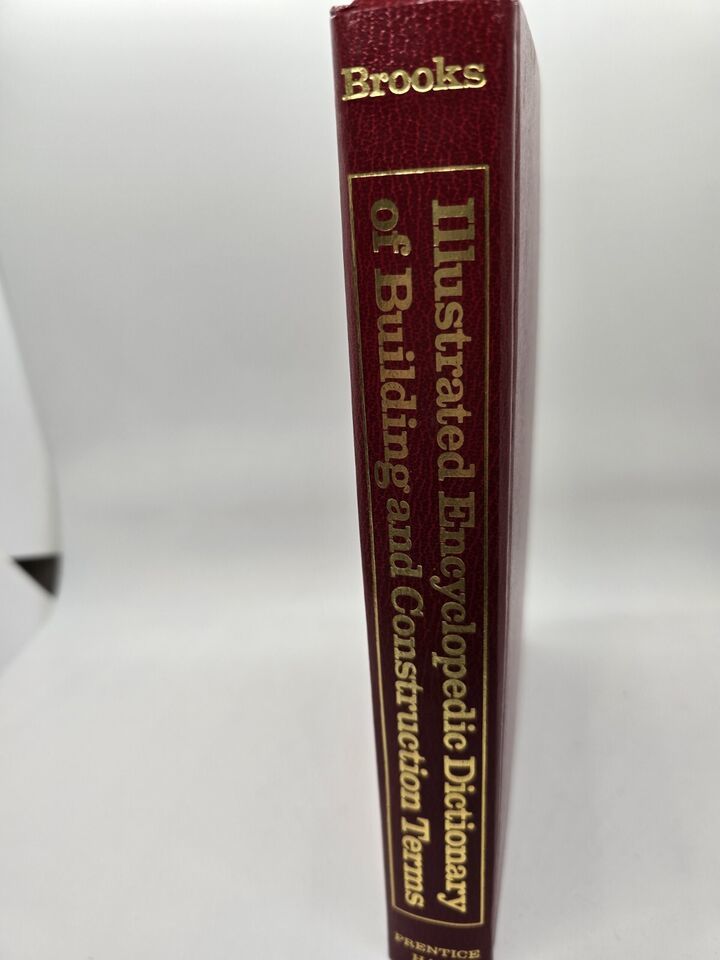 Brooks
Illustrated Encyclopedic Dictionary
of Building and Construction Terms
PRENTICE